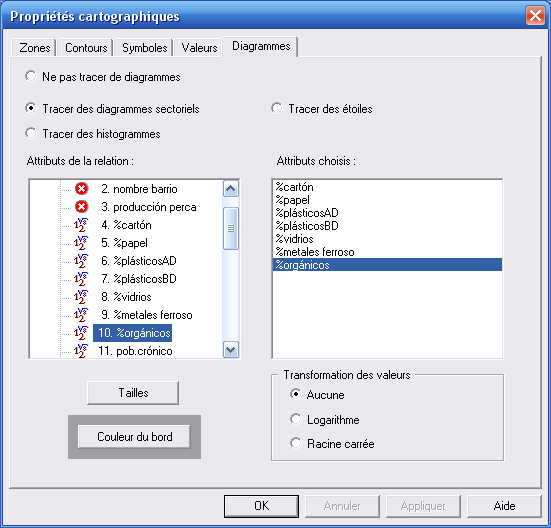 Propriétés cartographiques
Zones Contours Symboles Valeurs Diagrammes
Ne pas tracer de diagrammes
Tracer des diagrammes sectoriels
Tracer des étoiles
Tracer des histogrammes
Attributs de la relation :
2. nombre barrio
3. producción perca
4. %cartón
5. %papel
6. %plásticosAD
7. %plásticosBD
8. %vidrios
9. %metales ferroso
10. %orgánicos
11. pob.crónico
Attributs choisis :
%cartón
%papel
%plásticosAD
%plásticosBD
%vidrios
%metales ferroso
%orgánicos
Tailles
Couleur du bord
Transformation des valeurs
Aucune
Logarithme
Racine carrée
OK Annuler Appliquer Aide